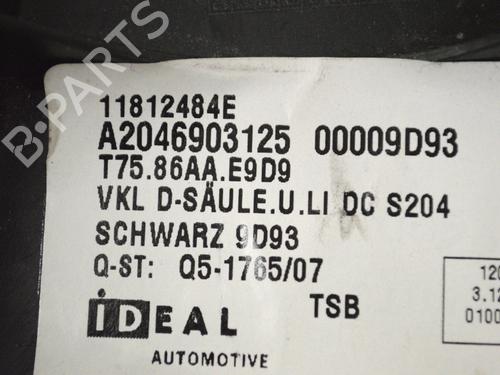 11812484E
A2046903125 00009D93
T75.86AA.E9D9
VKL D-SÄULE.U.LI DC S204
SCHWARZ 9D93
Q-ST: Q5-1765/07
iDEAL
AUTOMOTIVE
TSB
120
3.12
0100
B-PARTS